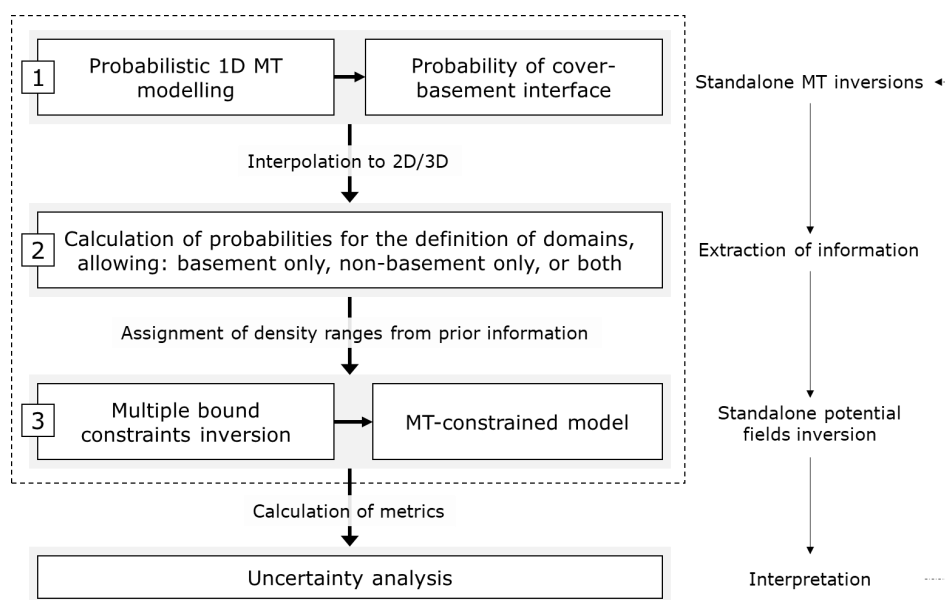 1
Probabilistic 1D MT
modelling
Probability of cover-
basement interface
Standalone MT inversions
Interpolation to 2D/3D
2
Calculation of probabilities for the definition of domains,
allowing: basement only, non-basement only, or both
Extraction of information
Assignment of density ranges from prior information
3
Multiple bound
constraints inversion
MT-constrained model
Standalone potential
fields inversion
Calculation of metrics
Uncertainty analysis
Interpretation